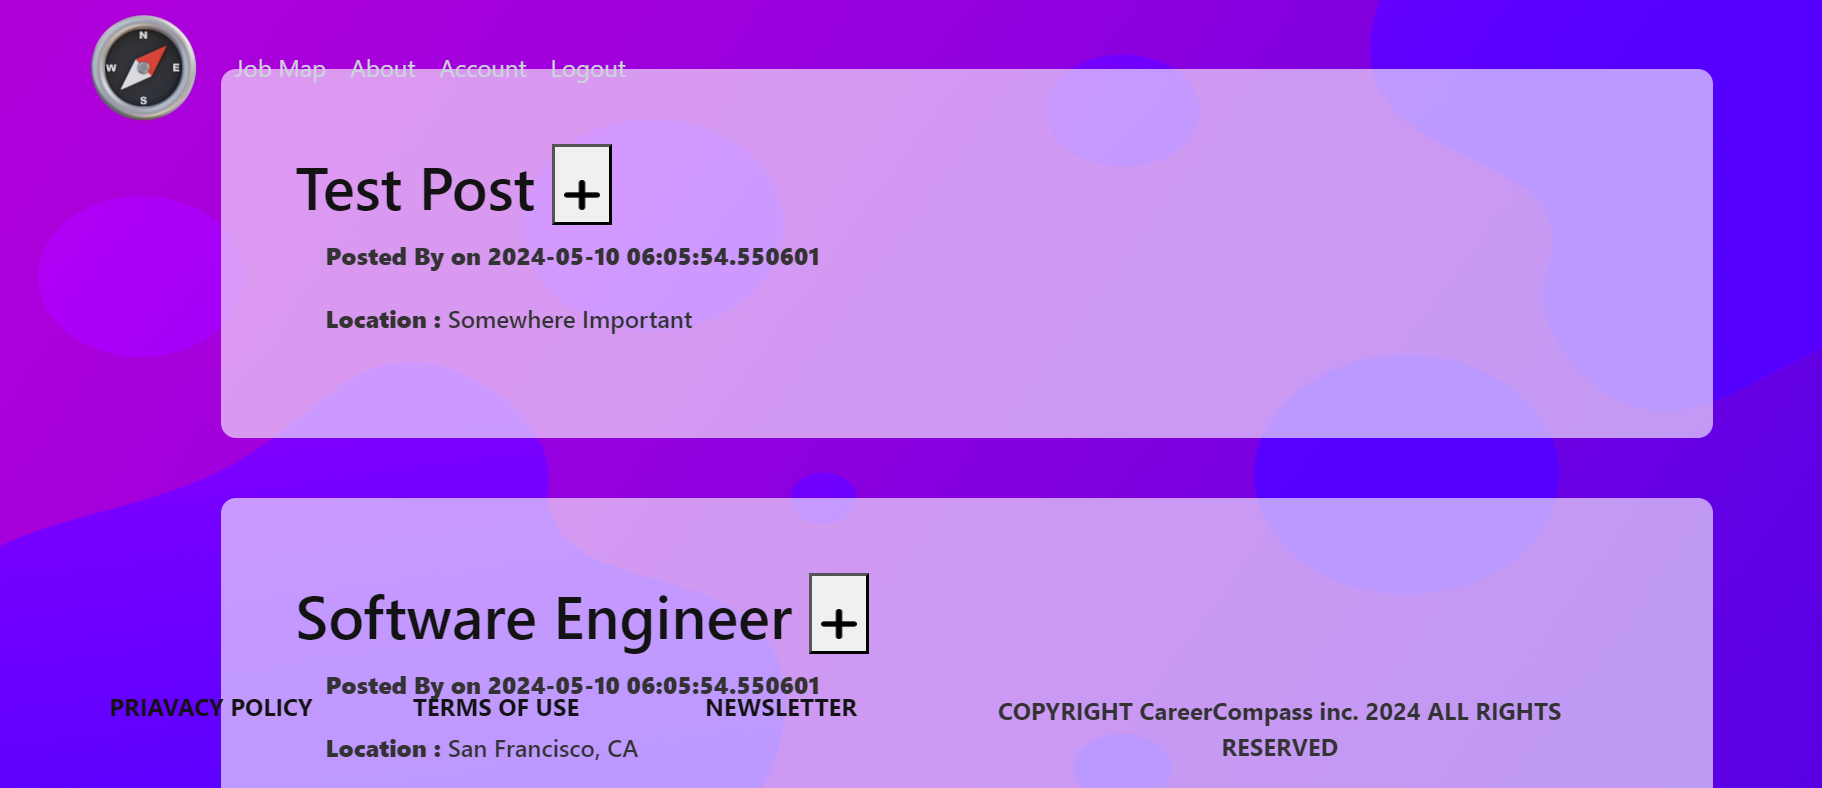 N
W E
S
Job Map About Account Logout
Test Post +
Posted By on 2024-05-10 06:05:54.550601
Location : Somewhere Important
Software Engineer +
Posted By on 2024-05-10 06:05:54.550601
PRIAVACY POLICY TERMS OF USE NEWSLETTER COPYRIGHT CareerCompass inc. 2024 ALL RIGHTS
RESERVED
Location : San Francisco, CA